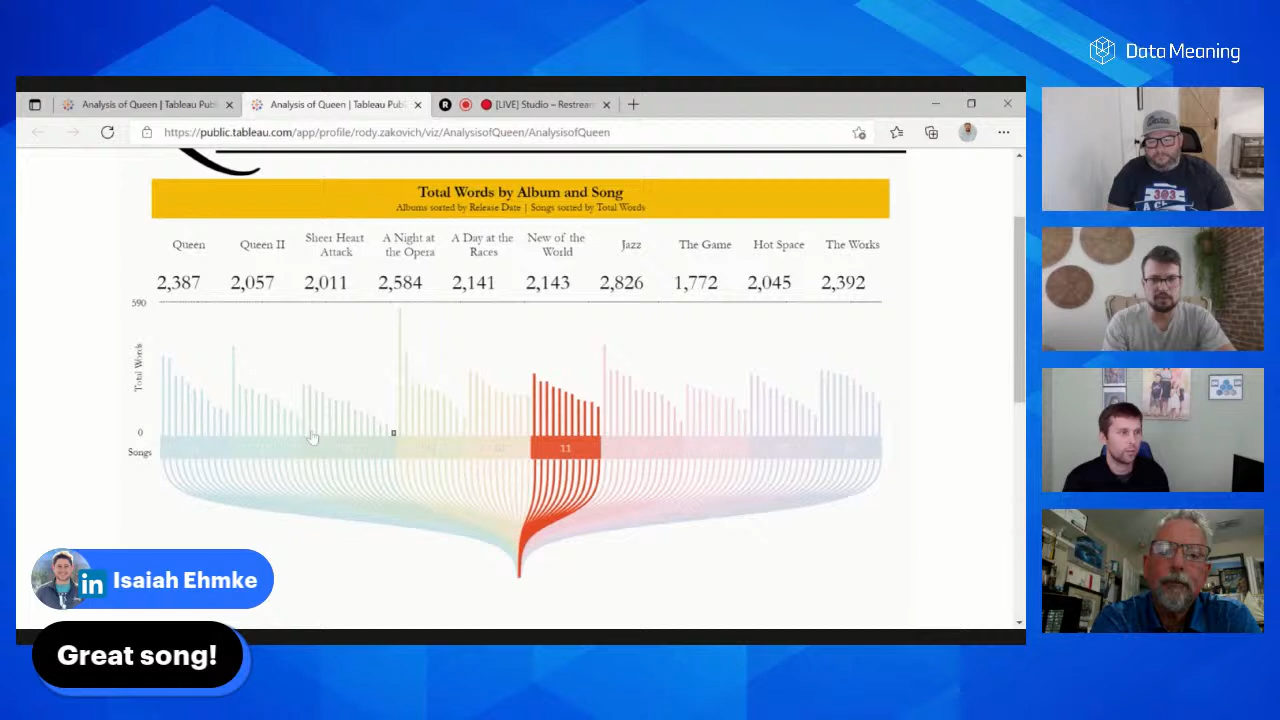 Data Meaning
Analysis of Queen | Tableau Publ
Analysis of Queen | Tableau Publ
R
[LIVE] Studio – Restream
https://public.tableau.com/app/profile/rody.zakovich/viz/AnalysisofQueen/AnalysisofQueen
Total Words by Album and Song
Albums sorted by Release Date | Songs sorted by Total Words
Queen
Queen II
Sheer Heart Attack
A Night at the Opera
A Day at the Races
New of the World
Jazz
The Game
Hot Space
The Works
2,387
2,057
2,011
2,584
2,141
2,143
2,826
1,772
2,045
2,392
590
Total Words
0
Songs
11
in
Isaiah Ehmke
Great song!